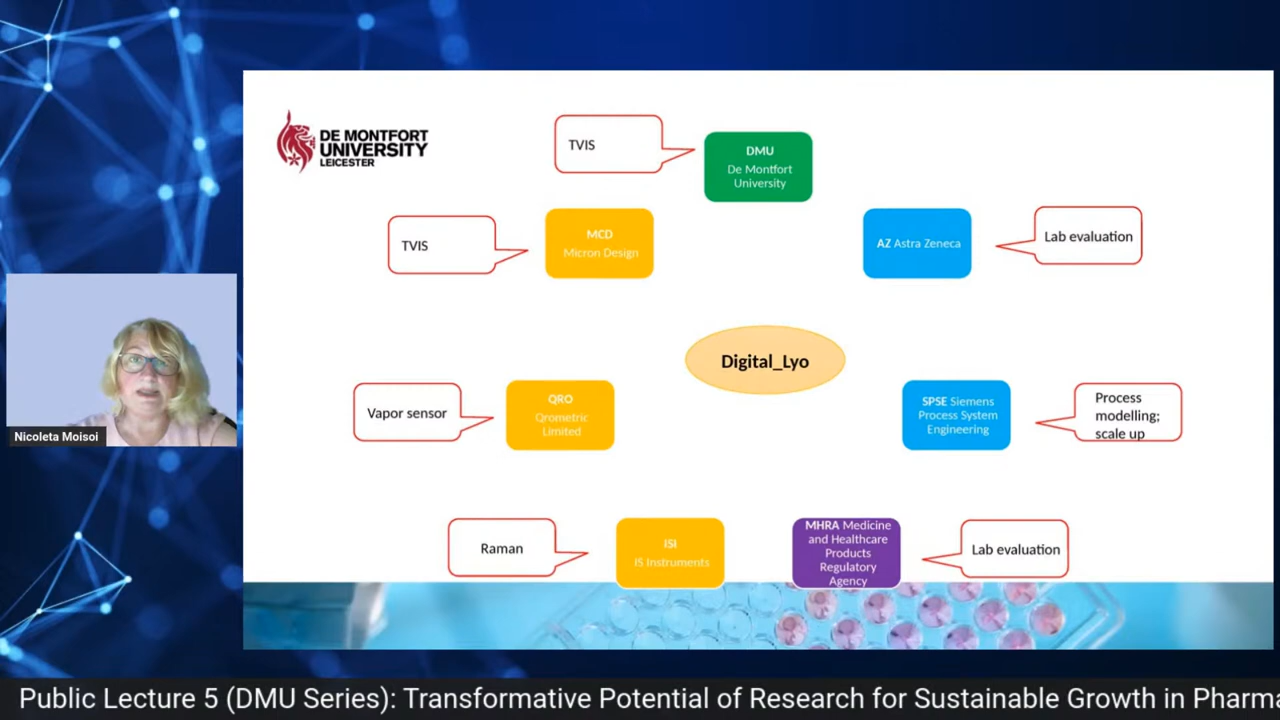 DE MONTFORT
UNIVERSITY
LEICESTER
TVIS
DMU
De Montfort
University
TVIS
MCD
Micron Design
AZ Astra Zeneca
Lab evaluation
Digital_Lyo
Vapor sensor
QRO
Qrometric
Limited
SPSE Siemens
Process System
Engineering
Process
modelling;
scale up
Nicoleta Moisoi
Raman
ISI
IS Instruments
MHRA Medicine
and Healthcare
Products
Regulatory
Agency
Lab evaluation
Public Lecture 5 (DMU Series): Transformative Potential of Research for Sustainable Growth in Pharma